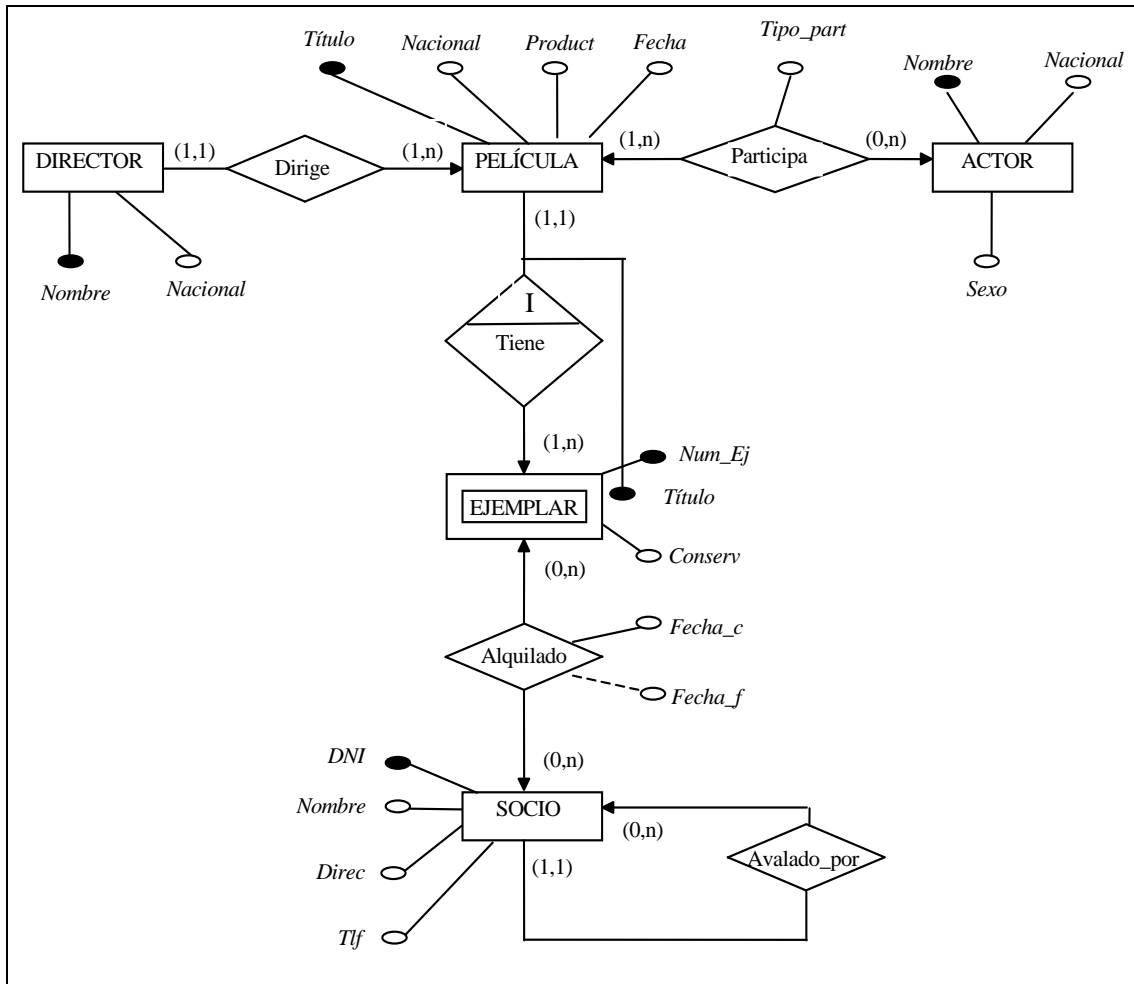 Título
Nacional
Product
Fecha
Tipo_part
Nombre
Nacional
DIRECTOR
(1,1)
Dirige
(1,n)
PELÍCULA
(1,n)
Participa
(0,n)
ACTOR
(1,1)
Nombre
Nacional
Sexo
I
Tiene
(1,n)
Num_Ej
EJEMPLAR
Título
(0,n)
Conserv
Alquilado
Fecha_c
Fecha_f
DNI
(0,n)
Nombre
SOCIO
(0,n)
Direc
(1,1)
Avalado_por
Tlf